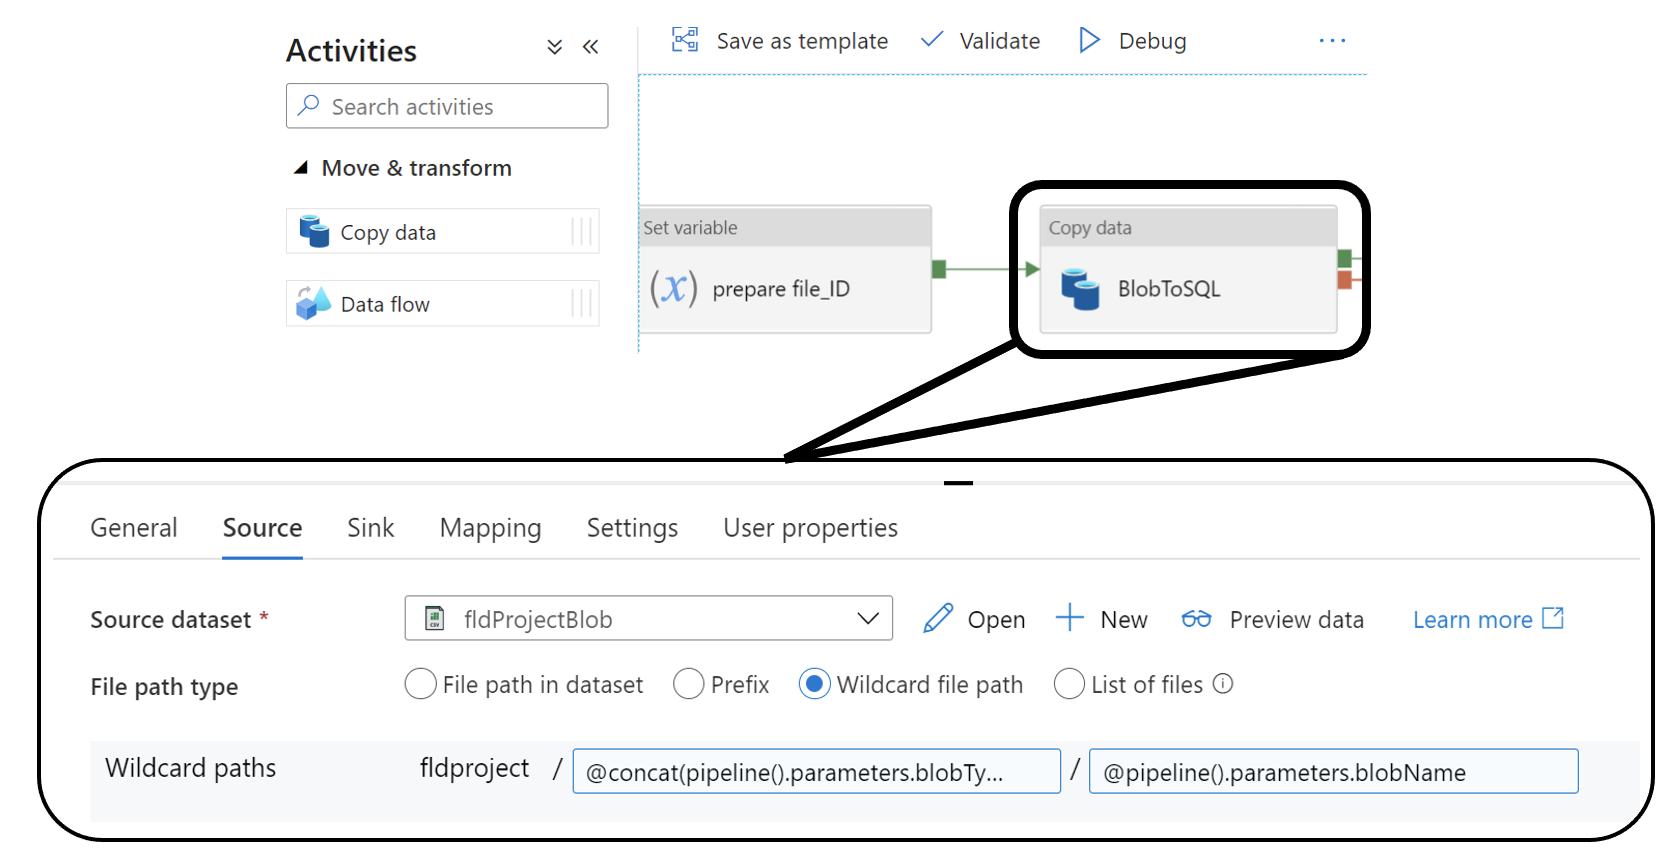 Activities
Search activities
Move & transform
Copy data
Data flow
Save as template Validate Debug ...
Set variable
(x) prepare file_ID
Copy data
BlobToSQL
General Source Sink Mapping Settings User properties
Source dataset * fldProjectBlob Open New Preview data Learn more
File path type File path in dataset Prefix Wildcard file path List of files
Wildcard paths fldproject / @concat(pipeline().parameters.blobTy... / @pipeline().parameters.blobName